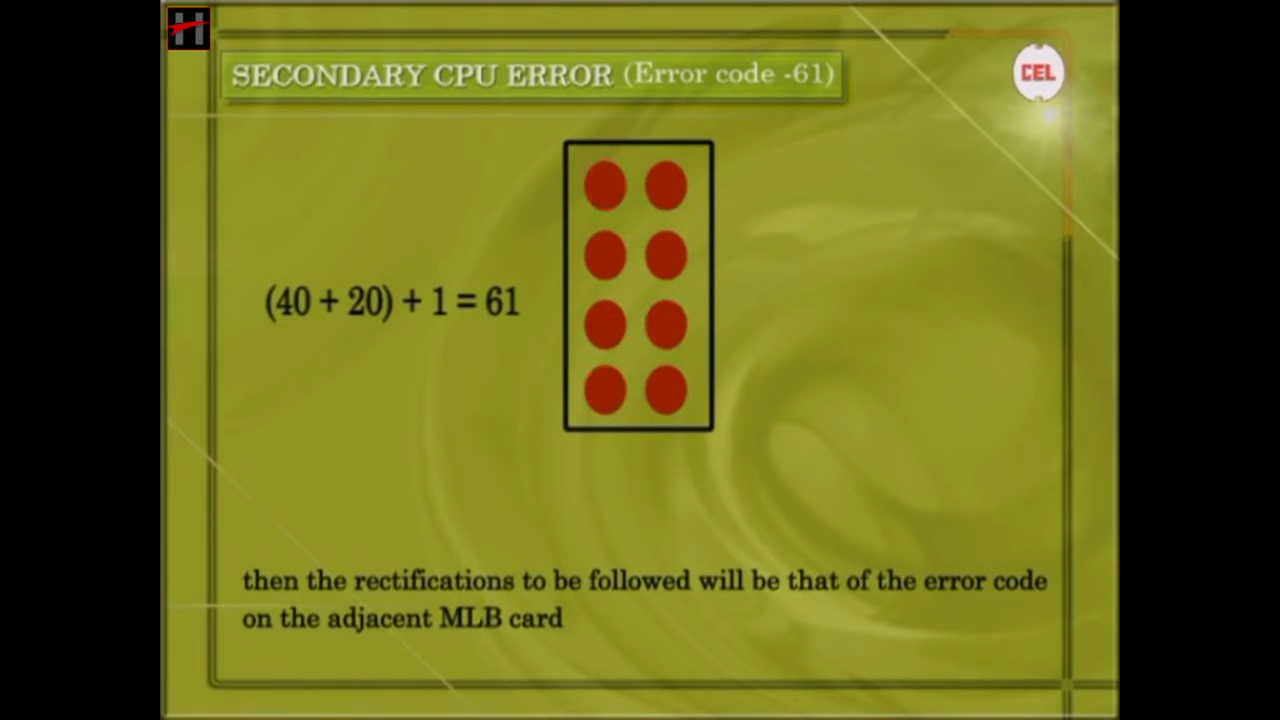 H
SECONDARY CPU ERROR (Error code -61)
CEL
(40 + 20) + 1 = 61
then the rectifications to be followed will be that of the error code
on the adjacent MLB card